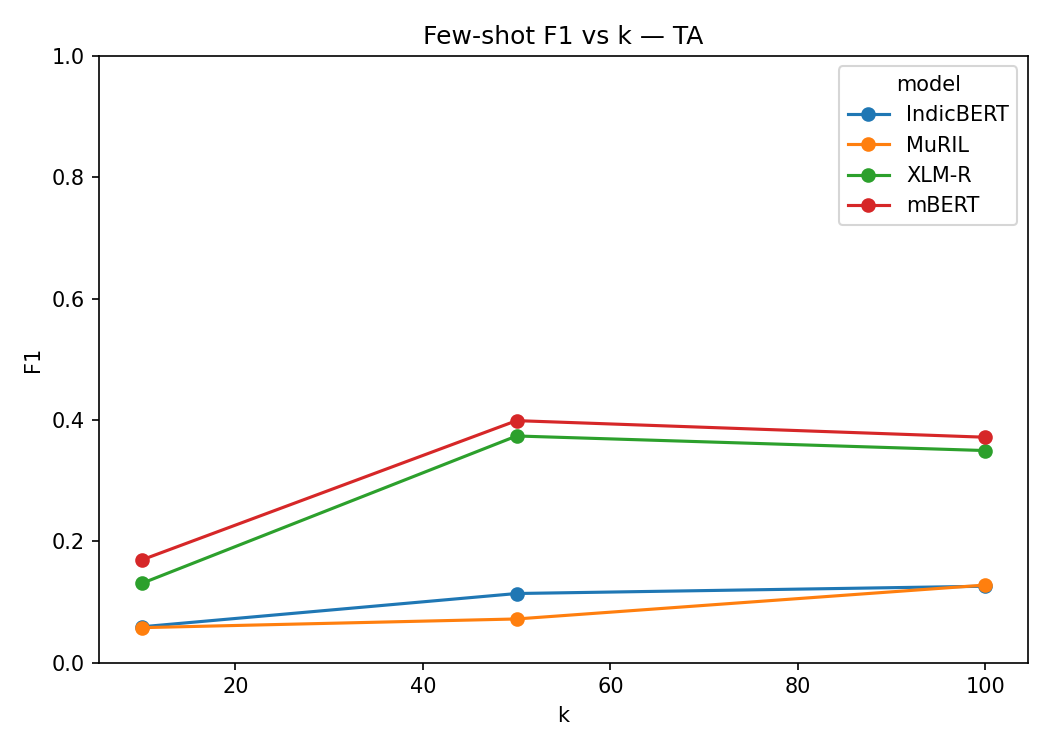 Few-shot F1 vs k — TA
model
IndicBERT
MuRIL
XLM-R
mBERT
1.0
0.8
0.6
0.4
0.2
0.0
F1
20 40 60 80 100
k